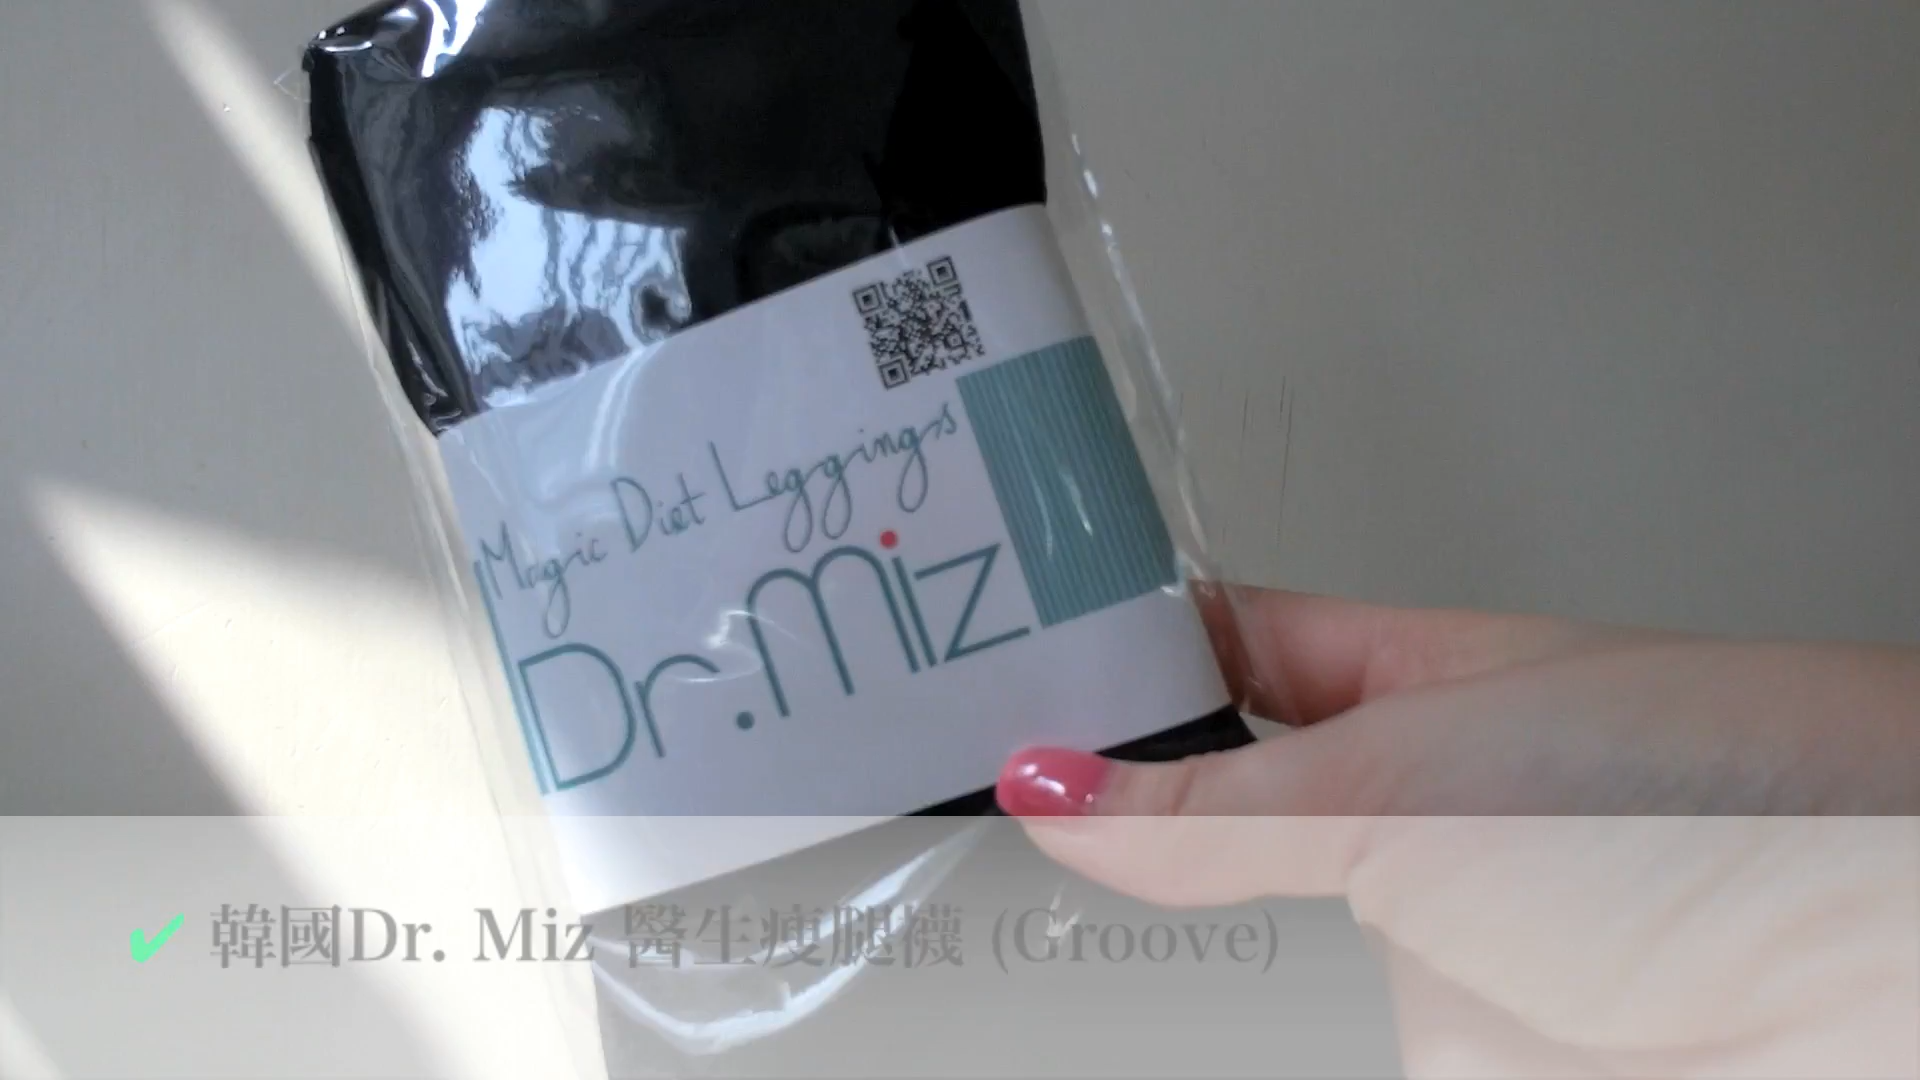 Magic Diet Leggings
Dr.Miz
✔ 韓國Dr. Miz 醫生瘦腿襪 (Groove)